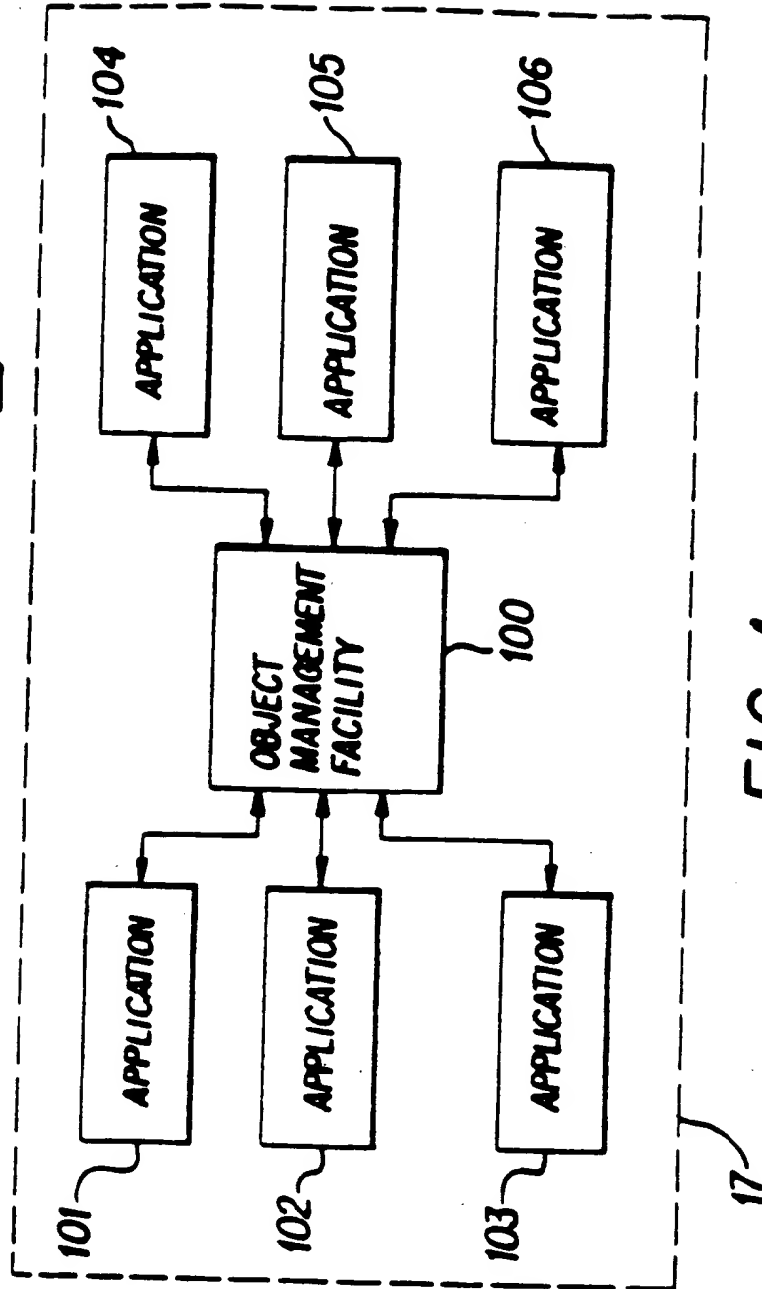 101
APPLICATION
102
APPLICATION
103
APPLICATION
OBJECT
MANAGEMENT
FACILITY
100
APPLICATION
104
APPLICATION
105
APPLICATION
106
17